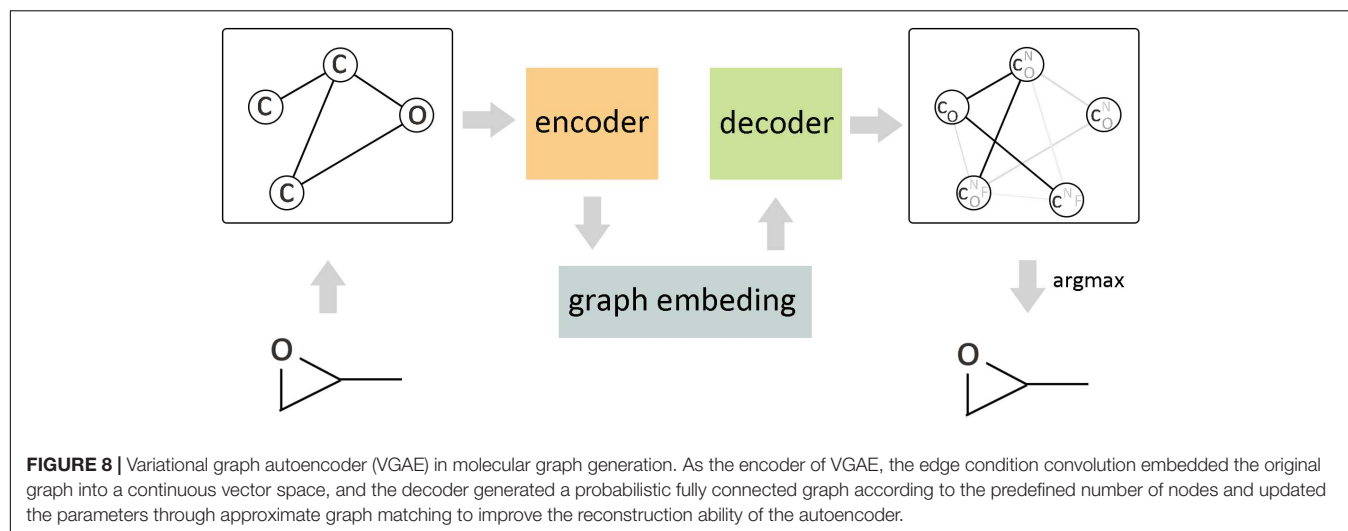 C
C
O
C
encoder
decoder
C N O
C O
C N O
C N O F
C N F
graph embeding
argmax
O
O
FIGURE 8 | Variational graph autoencoder (VGAE) in molecular graph generation. As the encoder of VGAE, the edge condition convolution embedded the original
graph into a continuous vector space, and the decoder generated a probabilistic fully connected graph according to the predefined number of nodes and updated
the parameters through approximate graph matching to improve the reconstruction ability of the autoencoder.